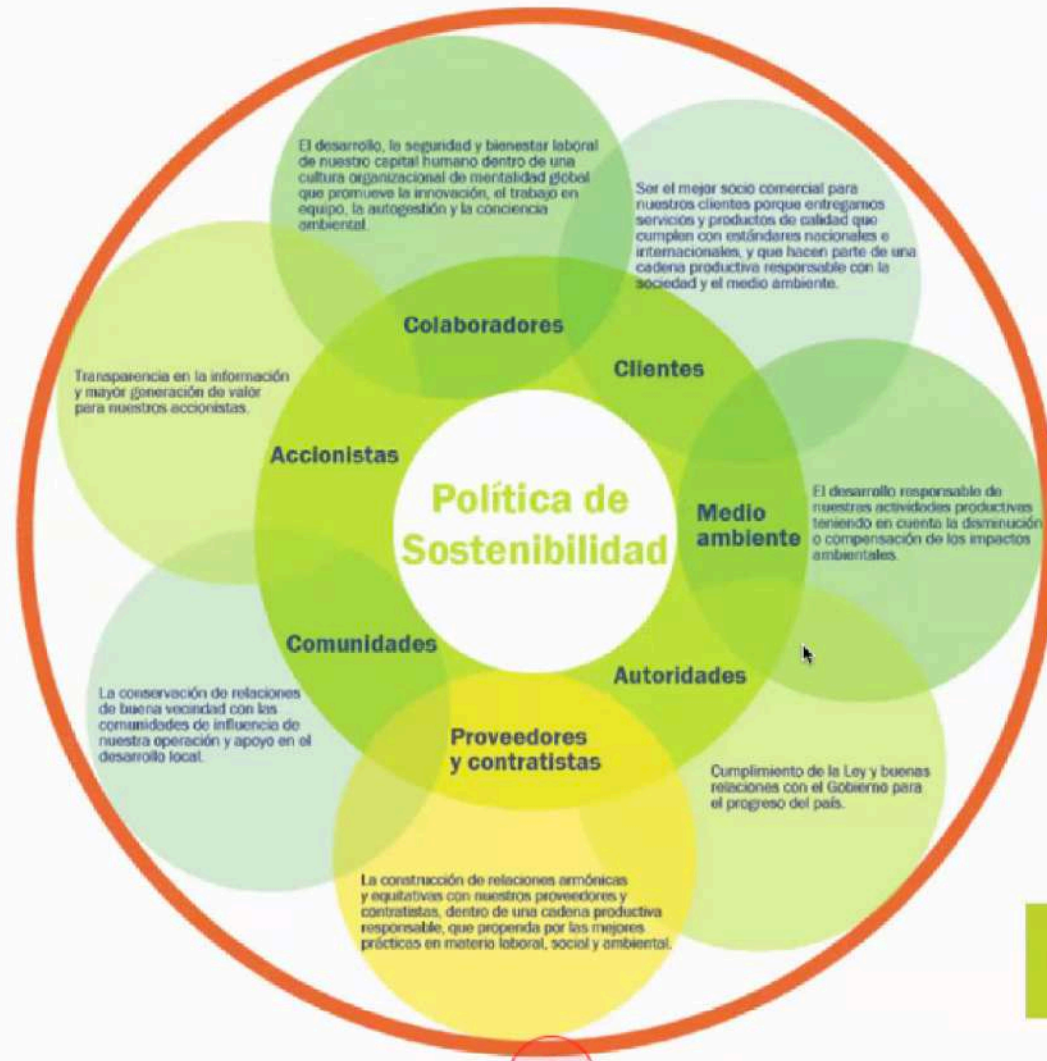 El desarrollo, la seguridad y bienestar laboral
de nuestro capital humano dentro de una
cultura organizacional de mentalidad global
que promueve la innovación, el trabajo en
equipo, la autogestión y la conciencia
ambiental.
Ser el mejor socio comercial para
nuestros clientes porque entregamos
servicios y productos de calidad que
cumplen con estándares nacionales e
internacionales, y que hacen parte de una
cadena productiva responsable con la
sociedad y el medio ambiente.
Colaboradores
Clientes
Transparencia en la información
y mayor generación de valor
para nuestros accionistas.
Accionistas
Política de
Sostenibilidad
Medio
ambiente
El desarrollo responsable de
nuestras actividades productivas
teniendo en cuenta la disminución
o compensación de los impactos
ambientales.
Comunidades
Autoridades
La conservación de relaciones
de buena vecindad con las
comunidades de influencia de
nuestra operación y apoyo en el
desarrollo local.
Proveedores
y contratistas
Cumplimiento de la Ley y buenas
relaciones con el Gobierno para
el progreso del país.
La construcción de relaciones armónicas
y equitativas con nuestros proveedores y
contratistas, dentro de una cadena productiva
responsable, que propenda por las mejores
prácticas en materia laboral, social y ambiental.